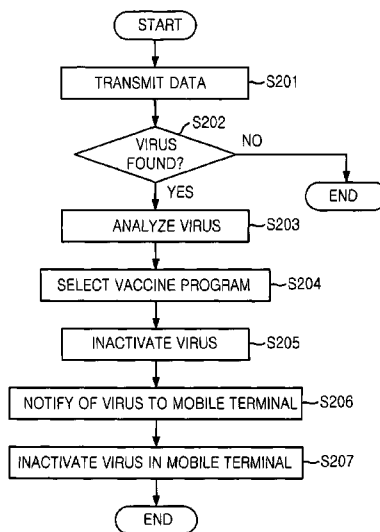 START
TRANSMIT DATA
S201
S202
VIRUS
FOUND?
NO
YES
END
ANALYZE VIRUS
S203
SELECT VACCINE PROGRAM
S204
INACTIVATE VIRUS
S205
NOTIFY OF VIRUS TO MOBILE TERMINAL
S206
INACTIVATE VIRUS IN MOBILE TERMINAL
S207
END